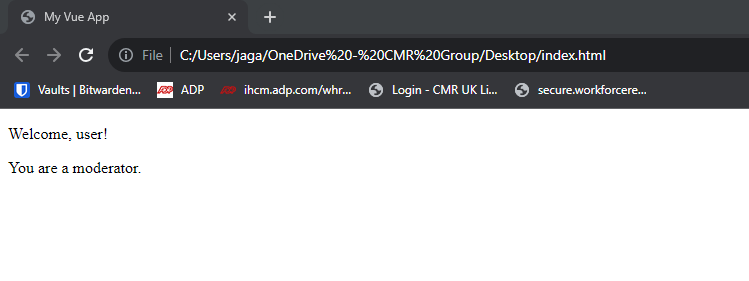 My Vue App
File C:/Users/jaga/OneDrive%20-%20CMR%20Group/Desktop/index.html
Vaults | Bitwarden... ADP ihcm.adp.com/whr... Login - CMR UK Li... secure.workforcere...
Welcome, user!
You are a moderator.